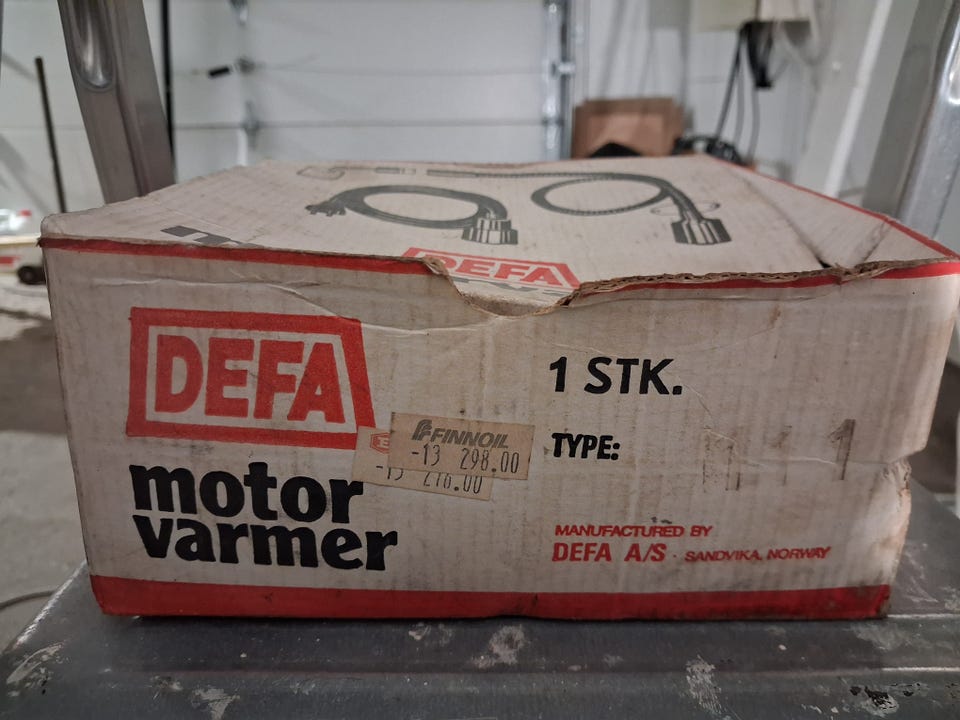 DEFA
DEFA
motor
varmer
FINNOIL
-13 298.00
1 STK.
TYPE:
MANUFACTURED BY
DEFA A/S · SANDVIKA, NORWAY